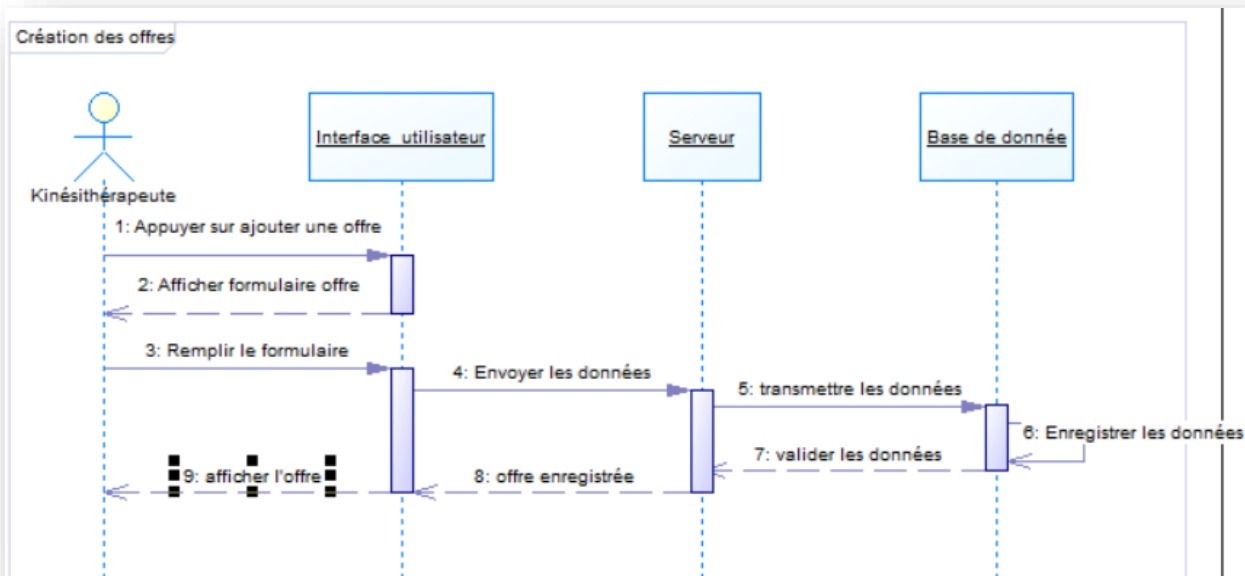 Création des offres
Interface_utilisateur
Serveur
Base de donnée
Kinésithérapeute
1: Appuyer sur ajouter une offre
2: Afficher formulaire offre
3: Remplir le formulaire
4: Envoyer les données
5: transmettre les données
6: Enregistrer les données
7: valider les données
8: offre enregistrée
9: afficher l'offre